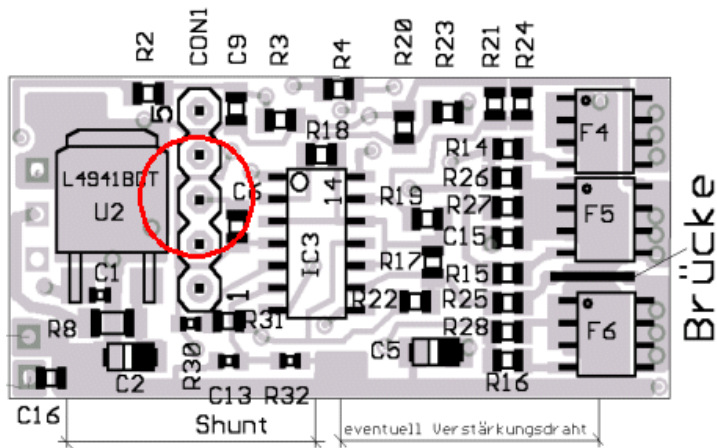 R2 CON1 C9 R3 R4 R20 R23 R21 R24
5
R18
R14 F4
L4941BDT
U2
C6
14
R19
R26
R27
F5
C15
IC3
R17
R15
Brücke
C1
1
R22
R25
R8
R31
R28
F6
C2
R30
C5
R16
C16
C13 R32
Shunt
eventuell Verstärkungsdraht